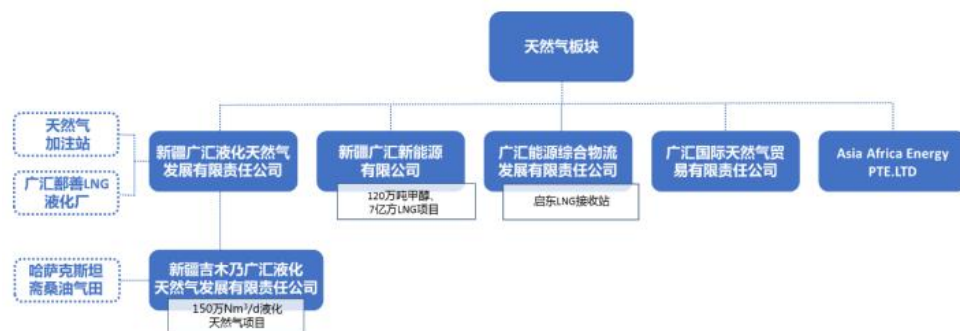 天然气板块
天然气
加注站
广汇鄯善LNG
液化厂
新疆广汇液化天然气
发展有限责任公司
新疆广汇新能源
有限公司
120万吨甲醇、
7亿方LNG项目
广汇能源综合物流
发展有限责任公司
启东LNG接收站
广汇国际天然气贸
易有限责任公司
Asia Africa Energy
PTE.LTD
哈萨克斯坦
斋桑油气田
新疆吉木乃广汇液化
天然气发展有限责任公司
150万Nm³/d液化
天然气项目